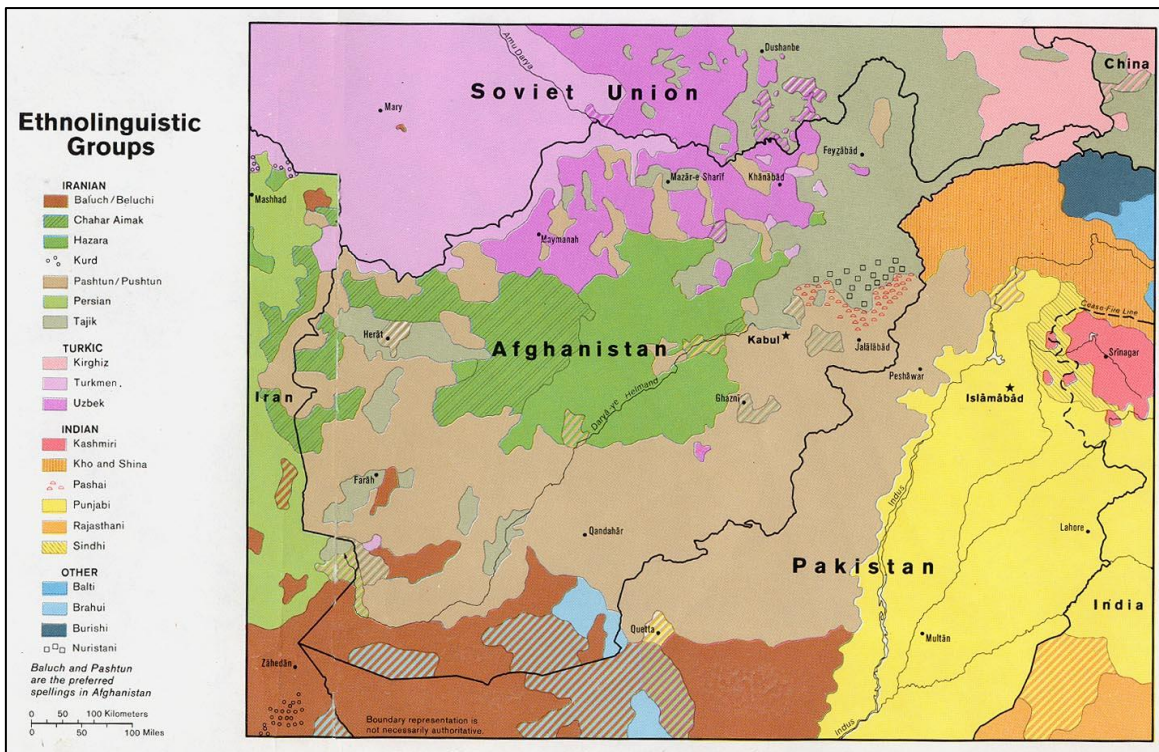 Ethnolinguistic
Groups
IRANIAN
Baluch/Beluchi
Chahar Aimak
Hazara
Kurd
Pashtun/Pushtun
Persian
Tajik
TURKIC
Kirghiz
Turkmen.
Uzbek
INDIAN
Kashmiri
Kho and Shina
Pashai
Punjabi
Rajasthani
Sindhi
OTHER
Balti
Brahui
Burishi
Nuristani
Baluch and Pashtun
are the preferred
spellings in Afghanistan
0 50 100 Kilometers
0 50 100 Miles
Amu Darya
Dushanbe
China
Soviet Union
Mary
Feyẕābād
Mazār-e Sharīf
Khānābād
Mashhad
Maymanah
Cease-Fire Line
Herāt
Afghanistan
Kabul
Jalālābād
Srīnagar
Peshāwar
Iran
Daryā-ye Helmand
Ghaznī
Islāmābād
Farāh
Indus
Qandahār
Lahore
Pakistan
India
Quetta
Multān
Zāhedān
Boundary representation is
not necessarily authoritative.
Indus